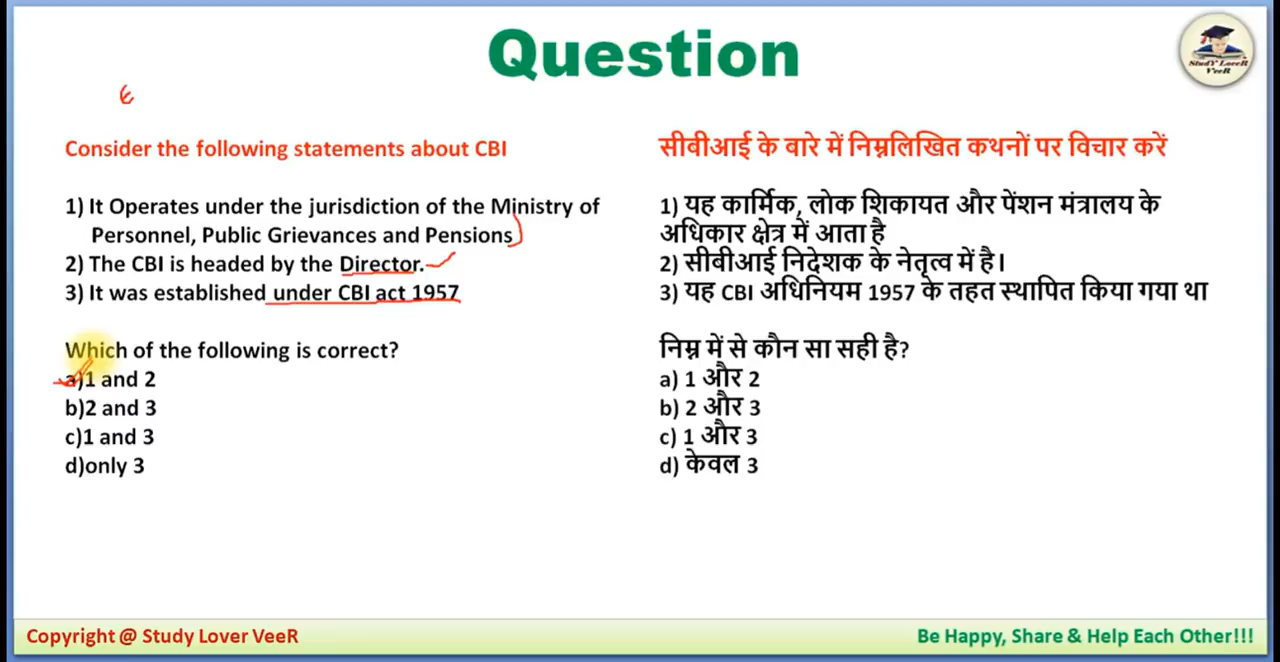 Question
StudY LoveR
VeeR
Consider the following statements about CBI
1) It Operates under the jurisdiction of the Ministry of
Personnel, Public Grievances and Pensions
2) The CBI is headed by the Director.
3) It was established under CBI act 1957
Which of the following is correct?
a)1 and 2
b)2 and 3
c)1 and 3
d)only 3
सीबीआई के बारे में निम्नलिखित कथनों पर विचार करें
1) यह कार्मिक, लोक शिकायत और पेंशन मंत्रालय के
अधिकार क्षेत्र में आता है
2) सीबीआई निदेशक के नेतृत्व में है।
3) यह CBI अधिनियम 1957 के तहत स्थापित किया गया था
निम्न में से कौन सा सही है?
a) 1 और 2
b) 2 और 3
c) 1 और 3
d) केवल 3
Copyright @ Study Lover VeeR
Be Happy, Share & Help Each Other!!!